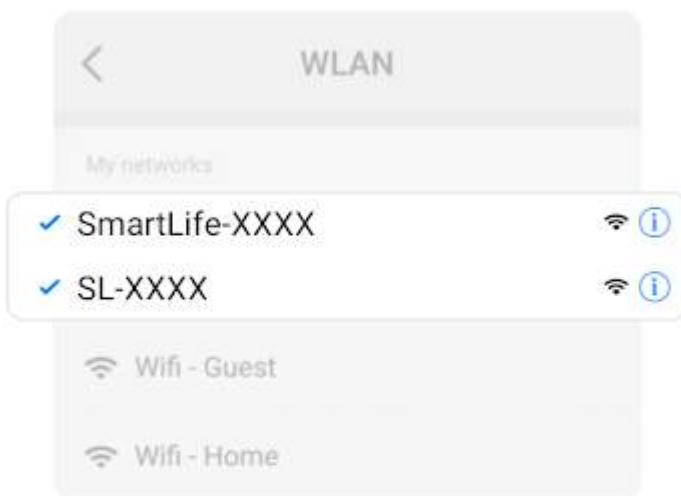 WLAN
My networks
SmartLife-XXXX
SL-XXXX
Wifi - Guest
Wifi - Home